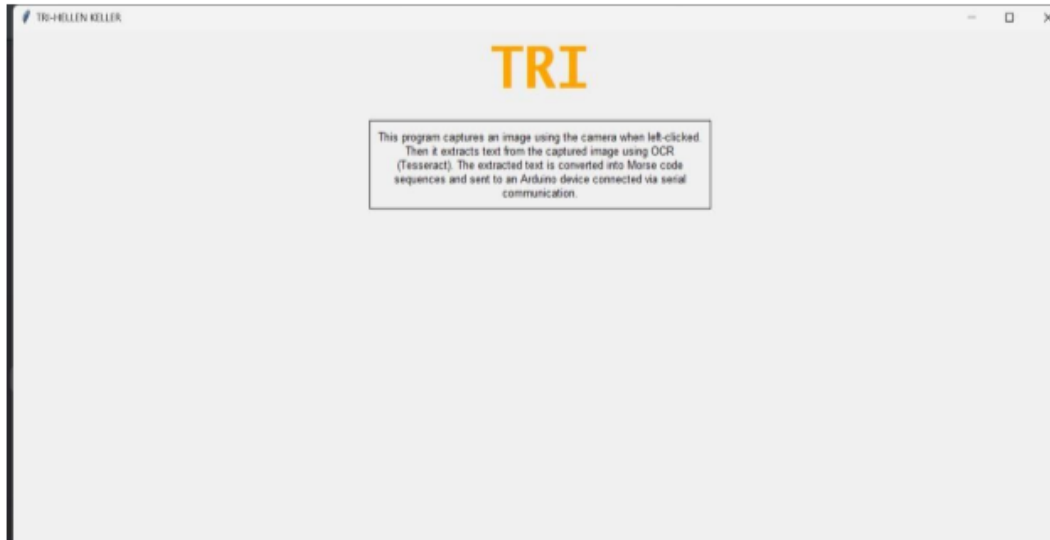 TRI-HELLEN KELLER
TRI
This program captures an image using the camera when left-clicked.
Then it extracts text from the captured image using OCR
(Tesseract). The extracted text is converted into Morse code
sequences and sent to an Arduino device connected via serial
communication.